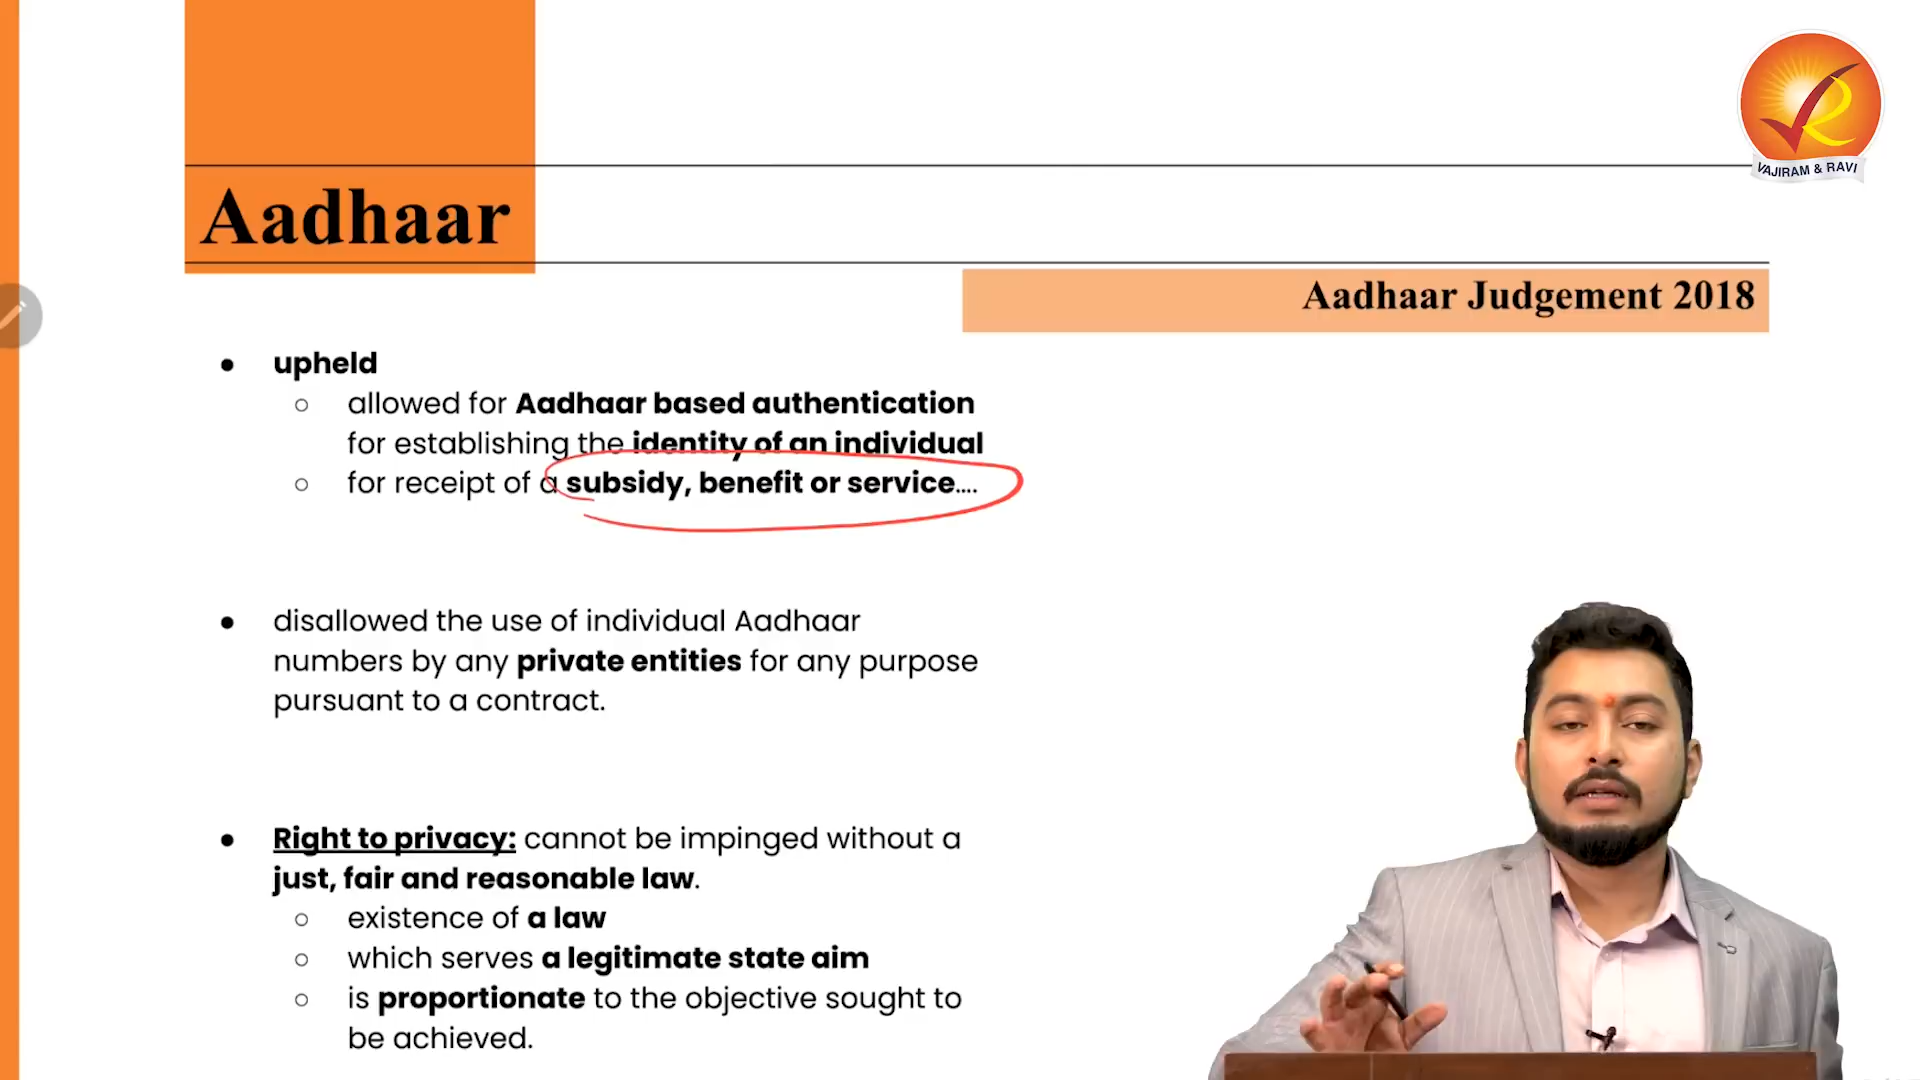 VAJIRAM & RAVI
Aadhaar
Aadhaar Judgement 2018
● upheld
○ allowed for Aadhaar based authentication
for establishing the identity of an individual
○ for receipt of a subsidy, benefit or service....
● disallowed the use of individual Aadhaar
numbers by any private entities for any purpose
pursuant to a contract.
● Right to privacy: cannot be impinged without a
just, fair and reasonable law.
○ existence of a law
○ which serves a legitimate state aim
○ is proportionate to the objective sought to
be achieved.